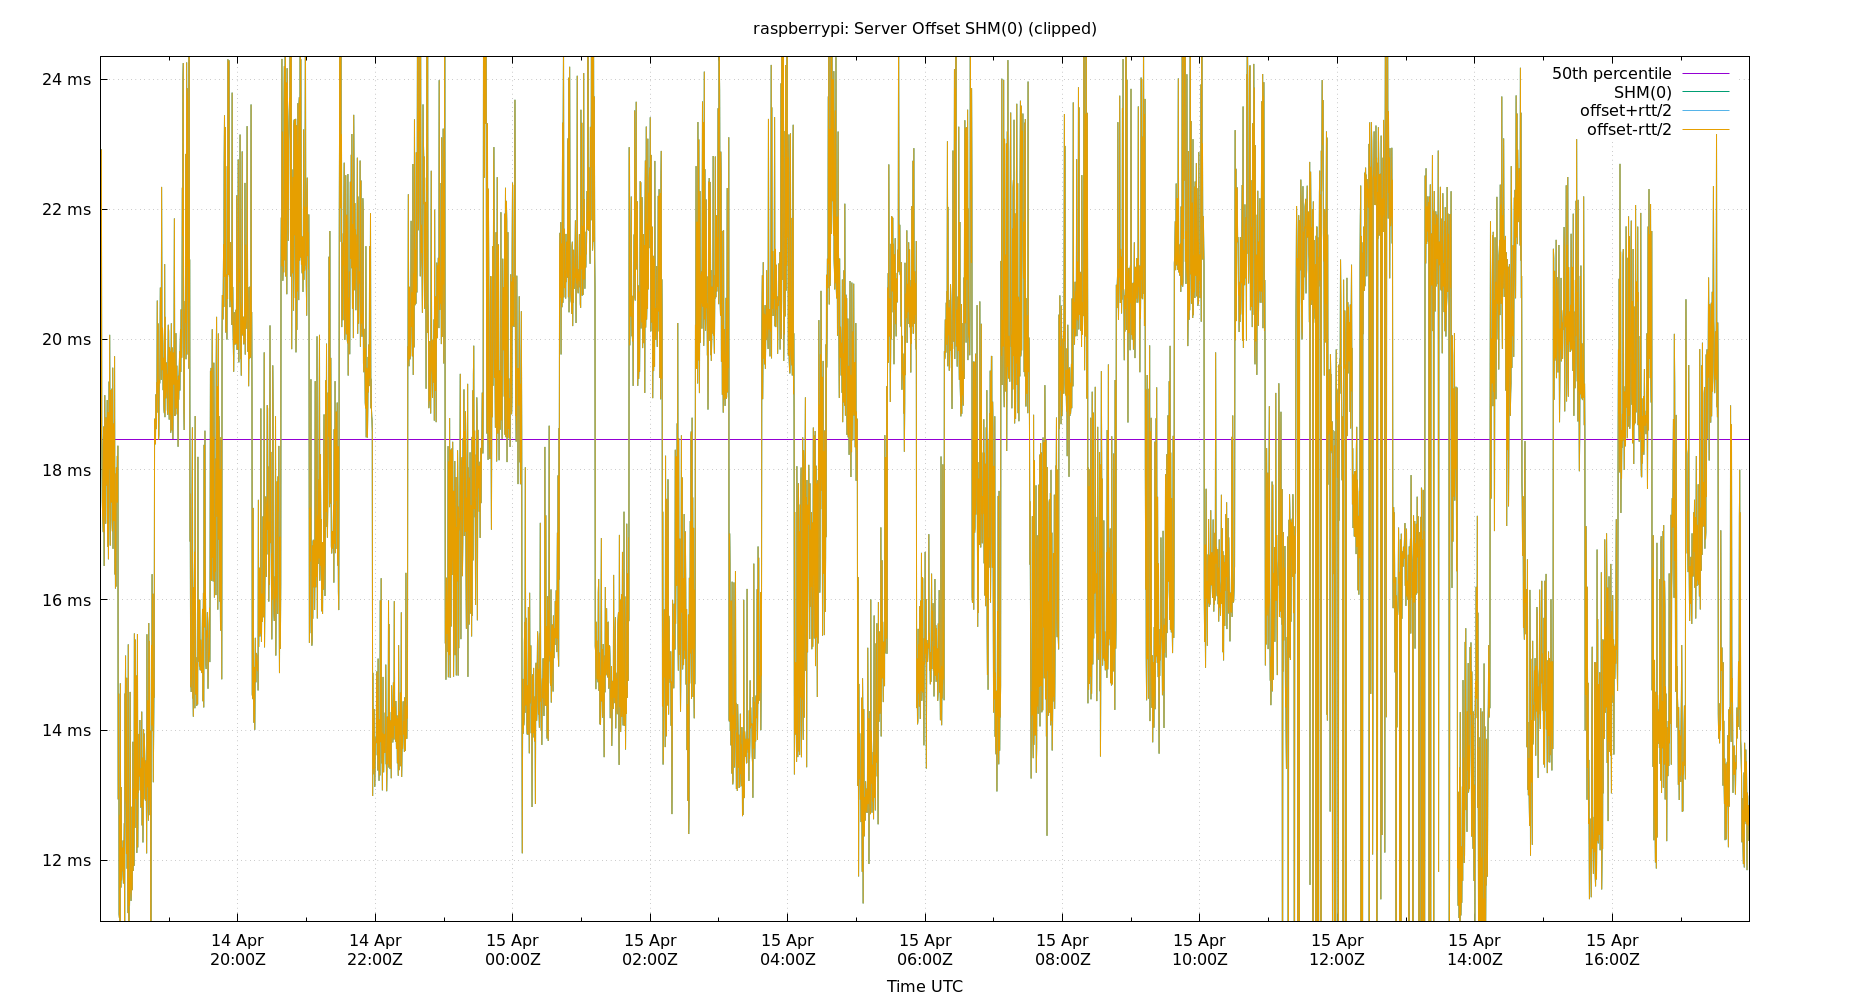 raspberrypi: Server Offset SHM(0) (clipped)
50th percentile
SHM(0)
offset+rtt/2
offset-rtt/2
24 ms
22 ms
20 ms
18 ms
16 ms
14 ms
12 ms
14 Apr 14 Apr 15 Apr 15 Apr 15 Apr 15 Apr 15 Apr 15 Apr 15 Apr 15 Apr 15 Apr
20:00Z 22:00Z 00:00Z 02:00Z 04:00Z 06:00Z 08:00Z 10:00Z 12:00Z 14:00Z 16:00Z
Time UTC